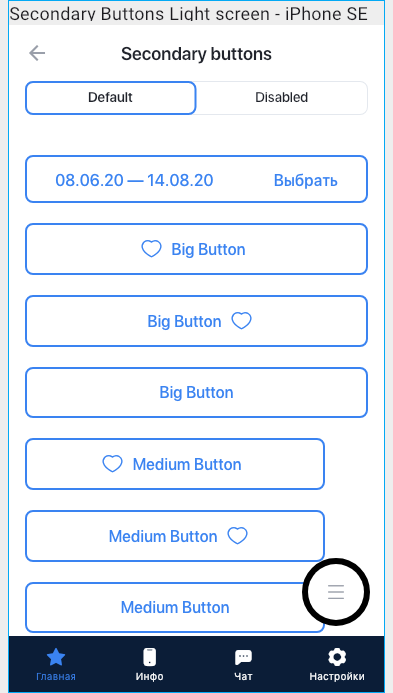 Secondary Buttons Light screen - iPhone SE
Secondary buttons
Default Disabled
08.06.20 — 14.08.20 Выбрать
Big Button
Big Button
Big Button
Medium Button
Medium Button
Medium Button
Главная Инфо Чат Настройки